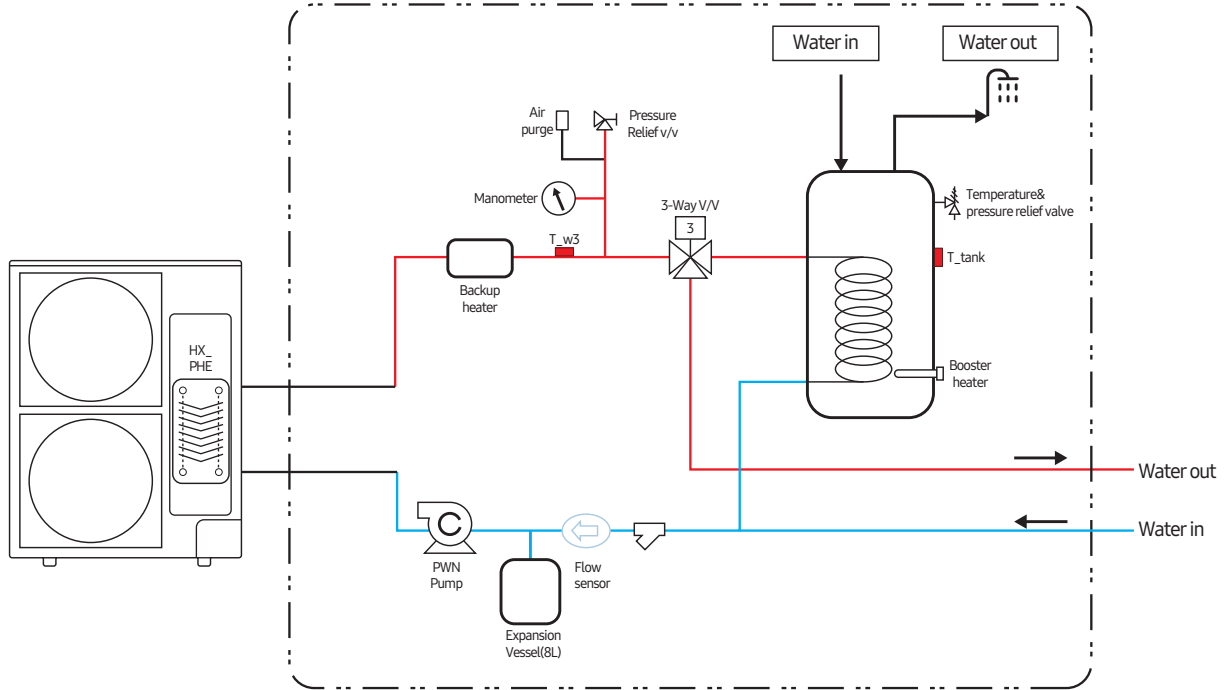 Water in
Water out
Air
purge
Pressure
Relief v/v
Manometer
3-Way V/V
3
Temperature&
pressure relief valve
T_w3
T_tank
Backup
heater
HX_
PHE
Booster
heater
Water out
Water in
PWN
Pump
Flow
sensor
Expansion
Vessel(8L)